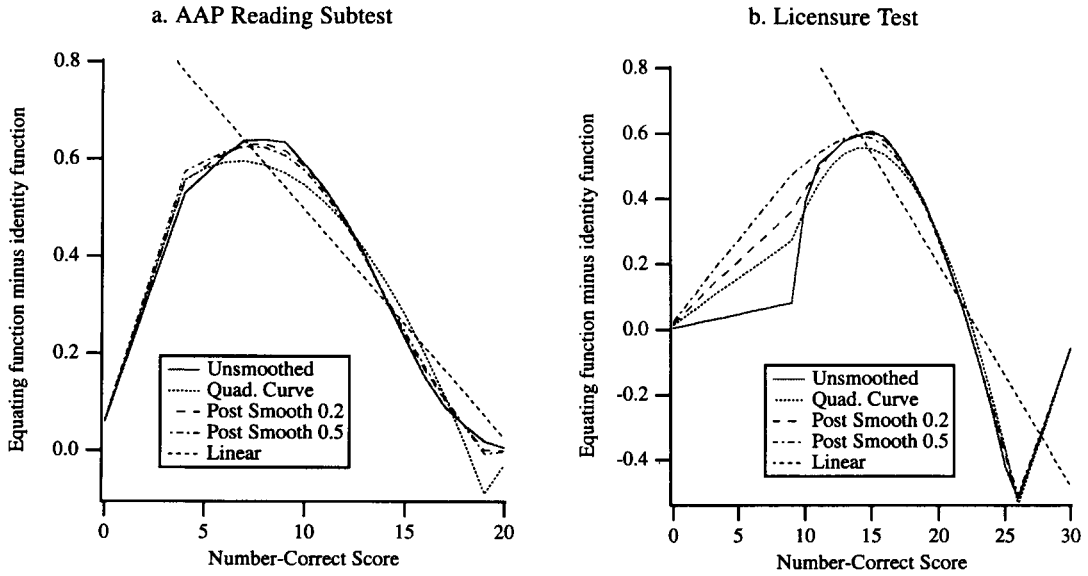 a. AAP Reading Subtest
Equating function minus identity function
0.8
0.6
0.4
0.2
0.0
Unsmoothed
Quad. Curve
Post Smooth 0.2
Post Smooth 0.5
Linear
0
5
10
15
20
Number-Correct Score
b. Licensure Test
Equating function minus identity function
0.8
0.6
0.4
0.2
0.0
-0.2
-0.4
Unsmoothed
Quad. Curve
Post Smooth 0.2
Post Smooth 0.5
Linear
0
5
10
15
20
25
30
Number-Correct Score